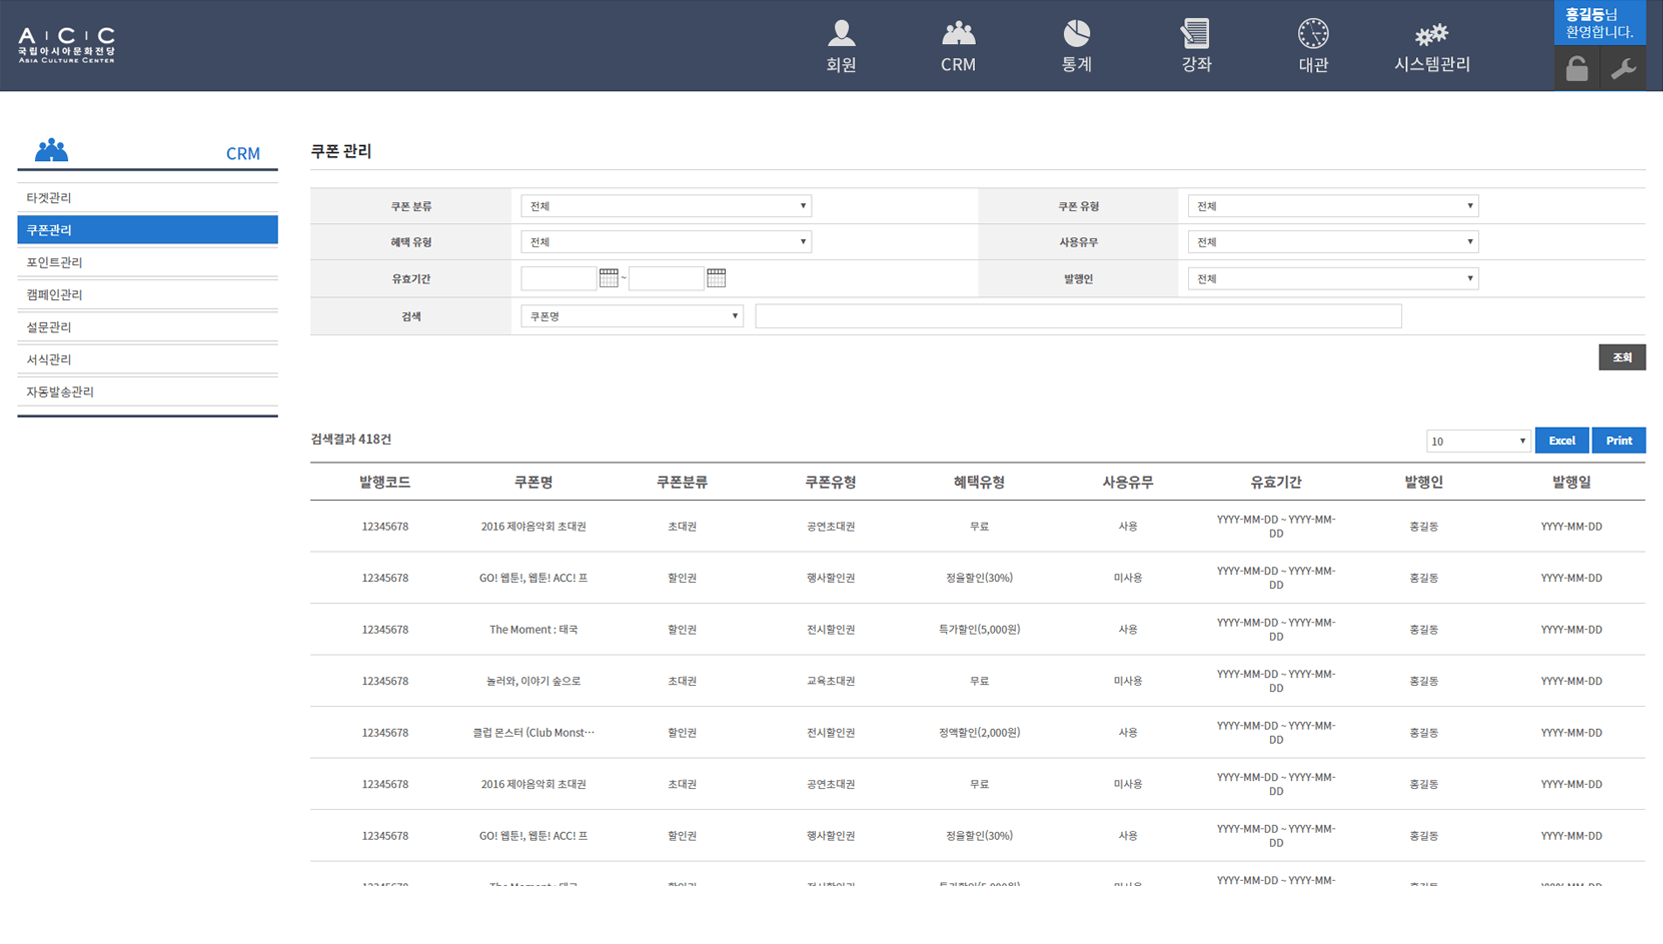 A C C
국립아시아문화전당
ASIA CULTURE CENTER
회원
CRM
통계
강좌
대관
시스템관리
홍길동님
환영합니다.
CRM
타겟관리
쿠폰관리
포인트관리
캠페인관리
설문관리
서식관리
자동발송관리
쿠폰 관리
쿠폰 분류 전체 쿠폰 유형 전체
혜택 유형 전체 사용유무 전체
유효기간 ~ 발행인 전체
검색 쿠폰명
조회
검색결과 418건 10 Excel Print
발행코드 쿠폰명 쿠폰분류 쿠폰유형 혜택유형 사용유무 유효기간 발행인 발행일
12345678 2016 제야음악회 초대권 초대권 공연초대권 무료 사용 YYYY-MM-DD ~ YYYY-MM-DD 홍길동 YYYY-MM-DD
12345678 GO! 웹툰!, 웹툰! ACC! 프 할인권 행사할인권 정율할인(30%) 미사용 YYYY-MM-DD ~ YYYY-MM-DD 홍길동 YYYY-MM-DD
12345678 The Moment : 태국 할인권 전시할인권 특가할인(5,000원) 사용 YYYY-MM-DD ~ YYYY-MM-DD 홍길동 YYYY-MM-DD
12345678 놀러와, 이야기 숲으로 초대권 교육초대권 무료 미사용 YYYY-MM-DD ~ YYYY-MM-DD 홍길동 YYYY-MM-DD
12345678 클럽 몬스터 (Club Monst… 할인권 전시할인권 정액할인(2,000원) 사용 YYYY-MM-DD ~ YYYY-MM-DD 홍길동 YYYY-MM-DD
12345678 2016 제야음악회 초대권 초대권 공연초대권 무료 미사용 YYYY-MM-DD ~ YYYY-MM-DD 홍길동 YYYY-MM-DD
12345678 GO! 웹툰!, 웹툰! ACC! 프 할인권 행사할인권 정율할인(30%) 사용 YYYY-MM-DD ~ YYYY-MM-DD 홍길동 YYYY-MM-DD
YYYY-MM-DD ~ YYYY-MM-